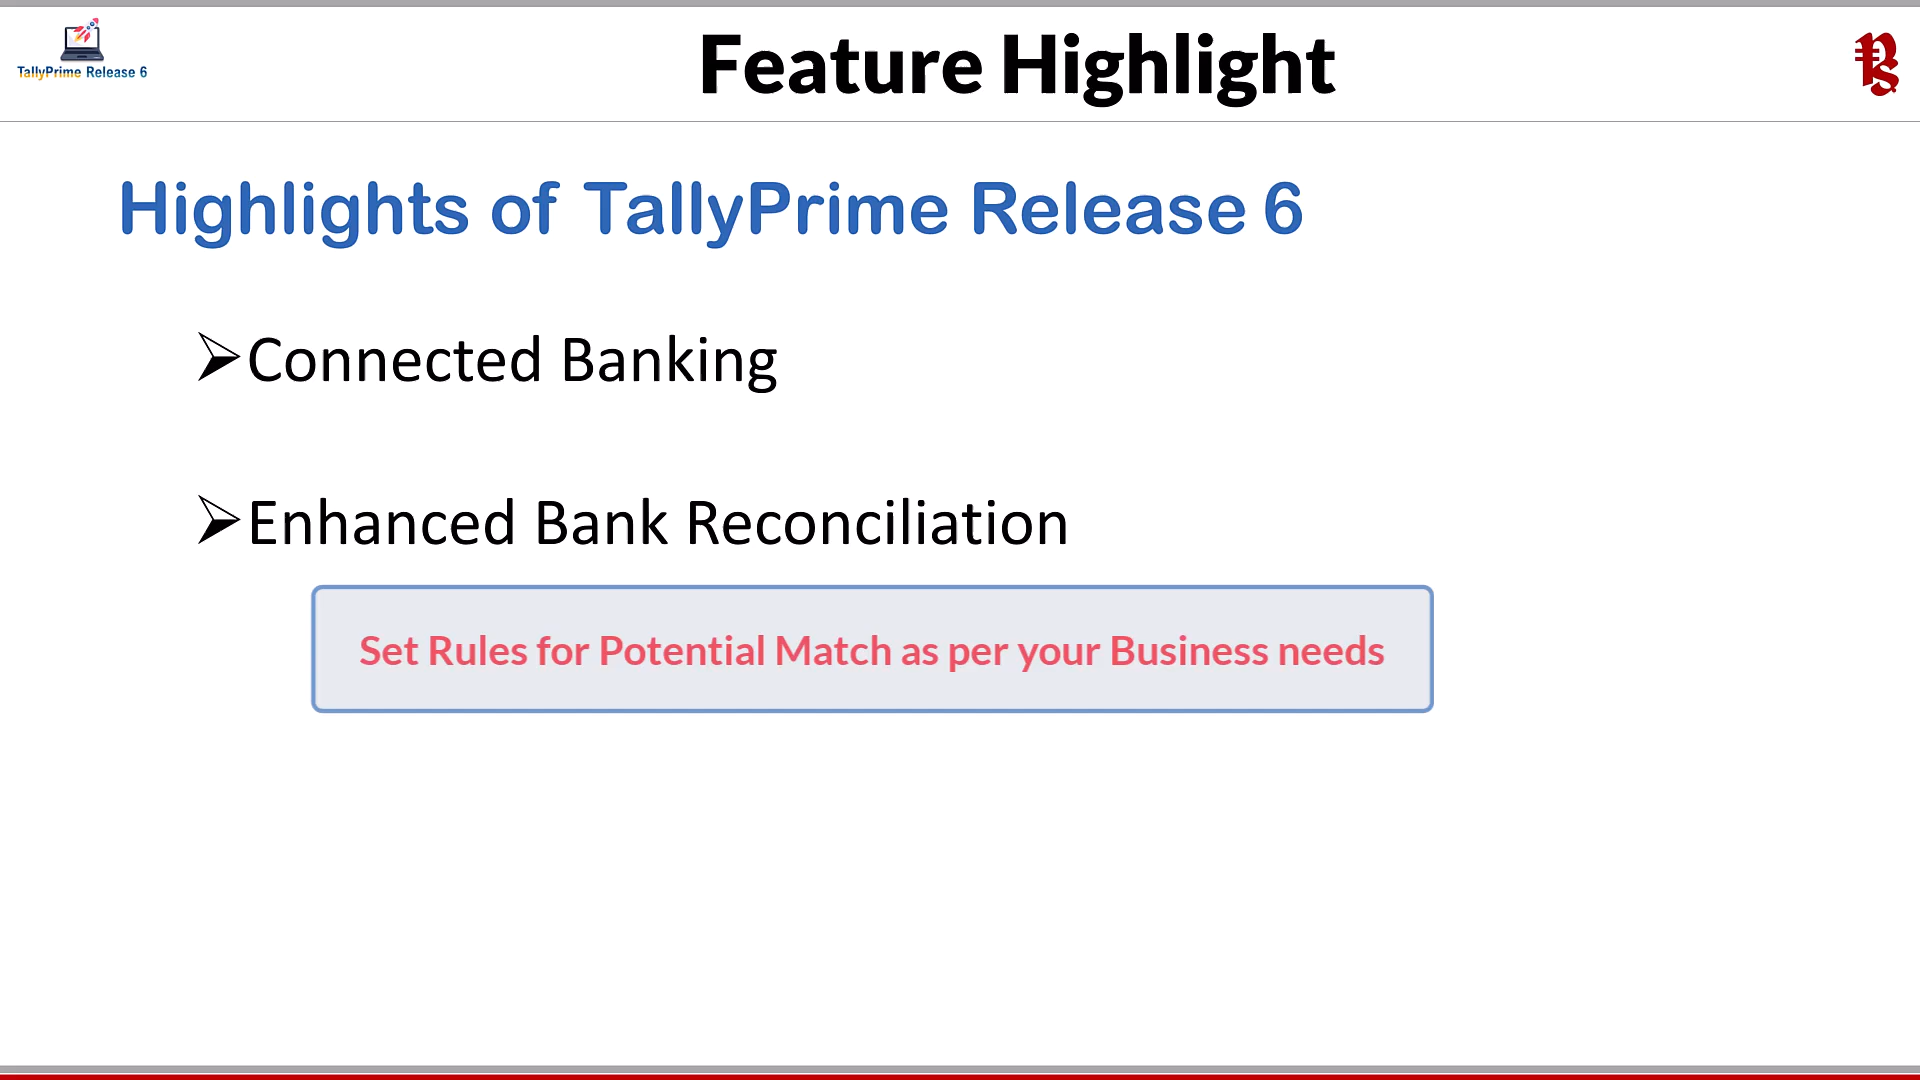 TallyPrime Release 6
Feature Highlight
Highlights of TallyPrime Release 6
Connected Banking
Enhanced Bank Reconciliation
Set Rules for Potential Match as per your Business needs